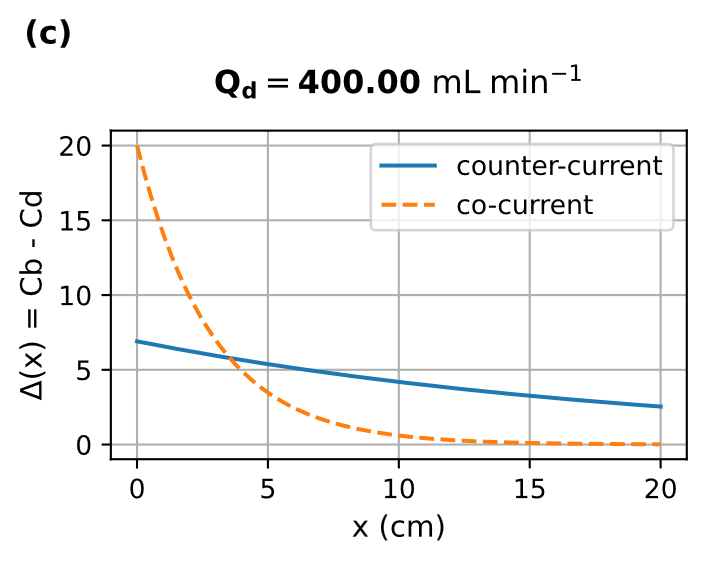 (c)
Q_d = 400.00 mL min⁻¹
20
15
10
5
0
Δ(x) = Cb - Cd
counter-current
co-current
0 5 10 15 20
x (cm)